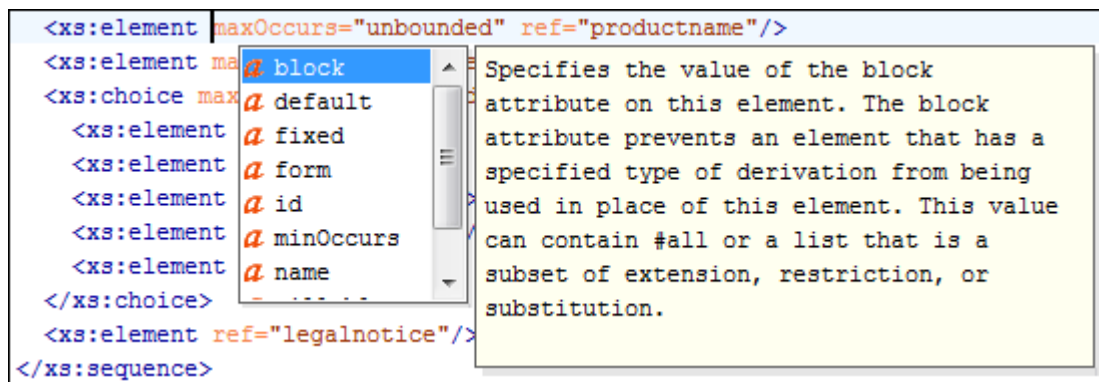 <xs:element maxOccurs="unbounded" ref="productname"/>
<xs:element ma
<xs:choice max
<xs:element
<xs:element
<xs:element >
<xs:element /
<xs:element
</xs:choice>
<xs:element ref="legalnotice"/>
</xs:sequence>
a block
a default
a fixed
a form
a id
a minOccurs
a name
Specifies the value of the block
attribute on this element. The block
attribute prevents an element that has a
specified type of derivation from being
used in place of this element. This value
can contain #all or a list that is a
subset of extension, restriction, or
substitution.